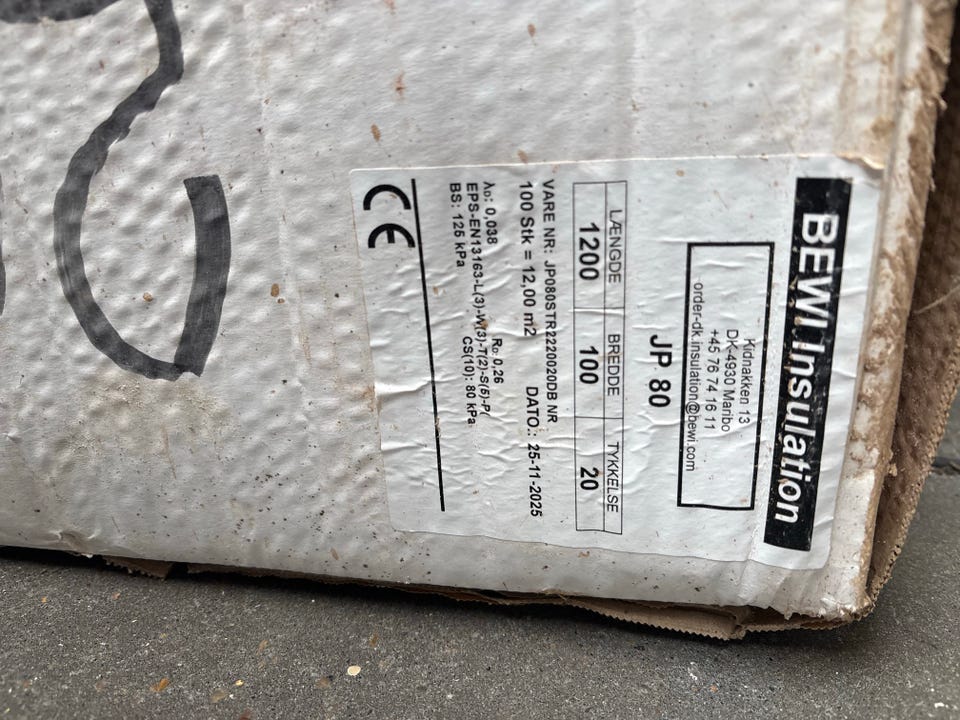 BEWI Insulation
Kidnakken 13
DK-4930 Maribo
+45 76 74 16 11
order-dk.insulation@bewi.com
JP 80
LÆNGDE BREDDE TYKKELSE
1200 100 20
VARE NR: JP080STR2220020DB NR
100 Stk = 12,00 m2 DATO.: 25-11-2025
λD: 0,038 RD: 0,26
EPS-EN13163-L(3)-W(3)-T(2)-S(5)-P(
BS: 125 kPa CS(10): 80 kPa
CE